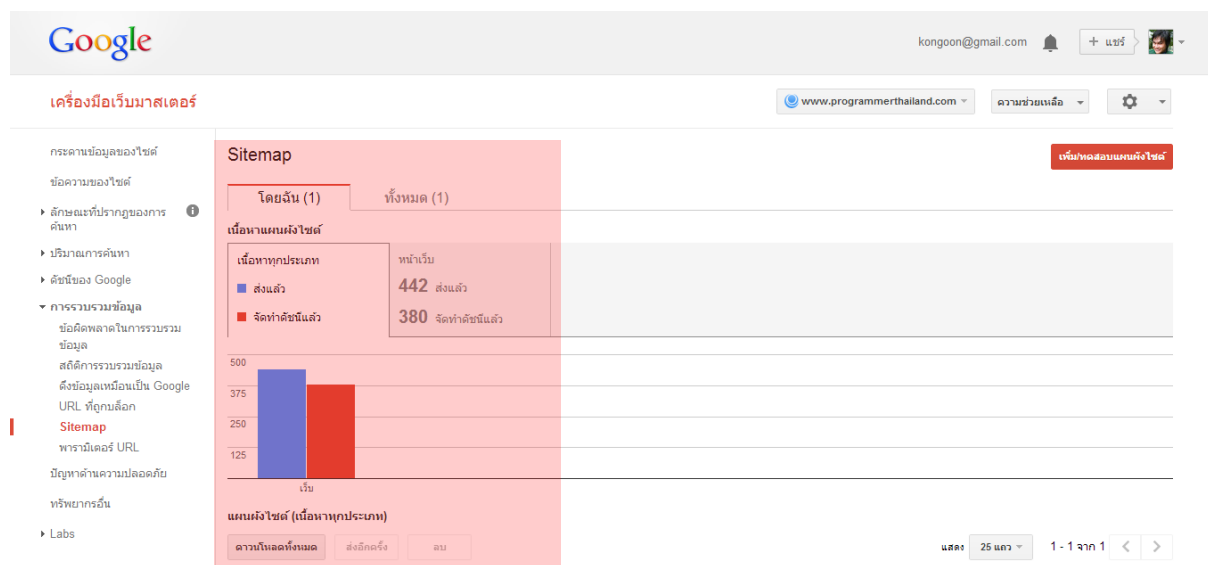 Google
kongoon@gmail.com
+ แชร์
เครื่องมือเว็บมาสเตอร์
www.programmerthailand.com
ความช่วยเหลือ
กระดานข้อมูลของไซต์
ข้อความของไซต์
ลักษณะที่ปรากฏของการ
ค้นหา
ปริมาณการค้นหา
ดัชนีของ Google
การรวบรวมข้อมูล
ข้อผิดพลาดในการรวบรวม
ข้อมูล
สถิติการรวบรวมข้อมูล
ดึงข้อมูลเหมือนเป็น Google
URL ที่ถูกบล็อก
Sitemap
พารามิเตอร์ URL
ปัญหาด้านความปลอดภัย
ทรัพยากรอื่น
Labs
Sitemap
เพิ่ม/ทดสอบแผนผังไซต์
โดยฉัน (1)
ทั้งหมด (1)
เนื้อหาแผนผังไซต์
เนื้อหาทุกประเภท
ส่งแล้ว
จัดทำดัชนีแล้ว
หน้าเว็บ
442 ส่งแล้ว
380 จัดทำดัชนีแล้ว
500
375
250
125
เว็บ
แผนผังไซต์ (เนื้อหาทุกประเภท)
ดาวน์โหลดทั้งหมด
ส่งอีกครั้ง
ลบ
แสดง
25 แถว
1 - 1 จาก 1